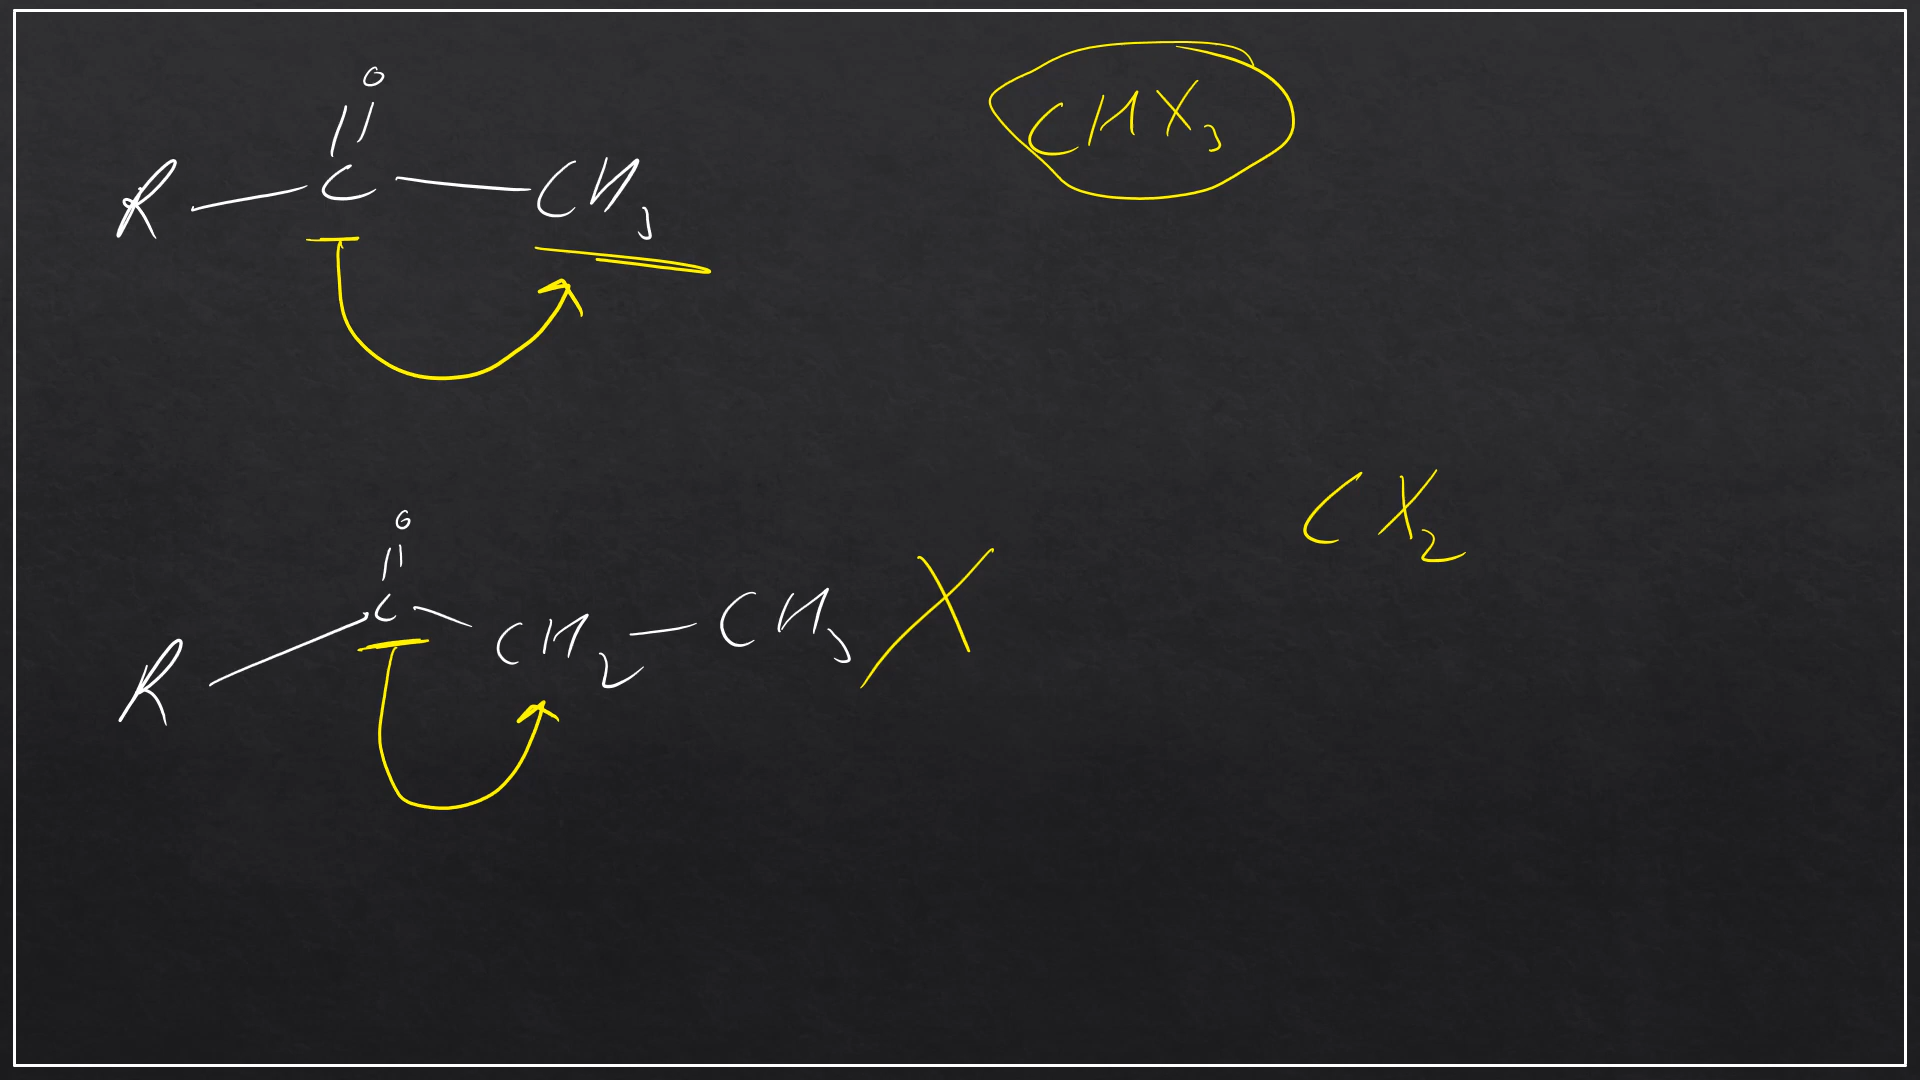 O
CHX3
R — C — CH3
CX2
O
R — C — CH2 — CH3 X